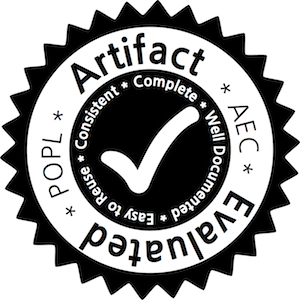 Artifact
* AEC *
Evaluated
* POPL *
Consistent * Complete * Well Documented * Easy to Reuse *